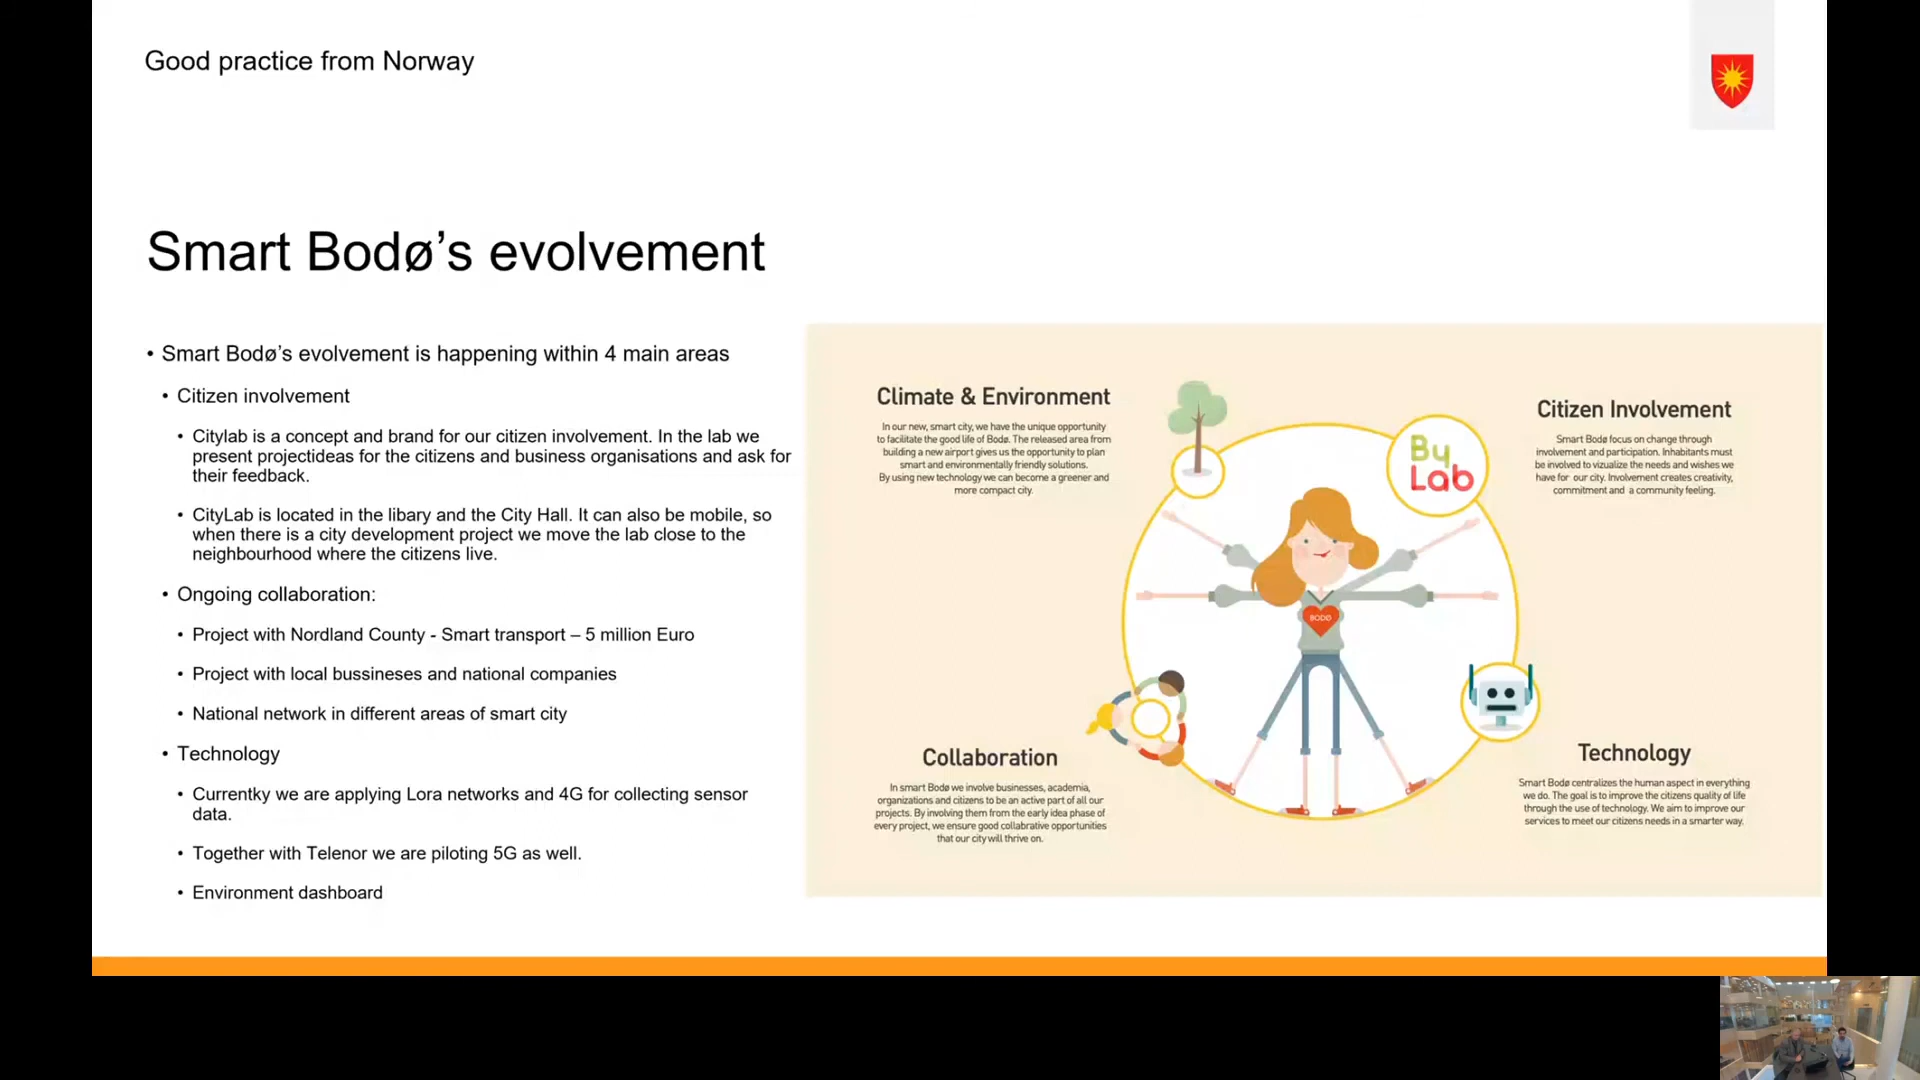 Good practice from Norway
Smart Bodø’s evolvement
• Smart Bodø’s evolvement is happening within 4 main areas
• Citizen involvement
• Citylab is a concept and brand for our citizen involvement. In the lab we
present projectideas for the citizens and business organisations and ask for
their feedback.
• CityLab is located in the libary and the City Hall. It can also be mobile, so
when there is a city development project we move the lab close to the
neighbourhood where the citizens live.
• Ongoing collaboration:
• Project with Nordland County - Smart transport – 5 million Euro
• Project with local bussineses and national companies
• National network in different areas of smart city
• Technology
• Currentky we are applying Lora networks and 4G for collecting sensor
data.
• Together with Telenor we are piloting 5G as well.
• Environment dashboard
Climate & Environment
In our new, smart city, we have the unique opportunity
to facilitate the good life of Bodø. The released area from
building a new airport gives us the opportunity to plan
smart and environmentally friendly solutions.
By using new technology we can become a greener and
more compact city.
By
Lab
Citizen Involvement
Smart Bodø focus on change through
involvement and participation. Inhabitants must
be involved to vizualize the needs and wishes we
have for our city. Involvement creates creativity,
commitment and a community feeling.
BODØ
Collaboration
In smart Bodø we involve businesses, academia,
organizations and citizens to be an active part of all our
projects. By involving them from the early idea phase of
every project, we ensure good collabrative opportunities
that our city will thrive on.
Technology
Smart Bodø centralizes the human aspect in everything
we do. The goal is to improve the citizens quality of life
through the use of technology. We aim to improve our
services to meet our citizens needs in a smarter way.